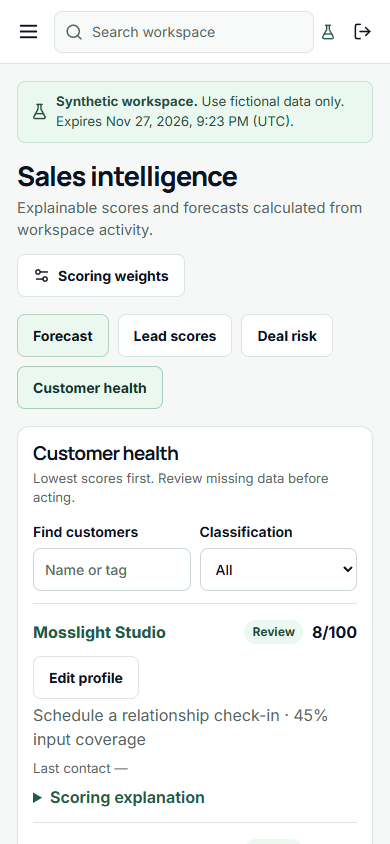 Search workspace
Synthetic workspace. Use fictional data only.
Expires Nov 27, 2026, 9:23 PM (UTC).
Sales intelligence
Explainable scores and forecasts calculated from
workspace activity.
Scoring weights
Forecast
Lead scores
Deal risk
Customer health
Customer health
Lowest scores first. Review missing data before
acting.
Find customers
Classification
Name or tag
All
Mosslight Studio
Review
8/100
Edit profile
Schedule a relationship check-in · 45%
input coverage
Last contact —
Scoring explanation